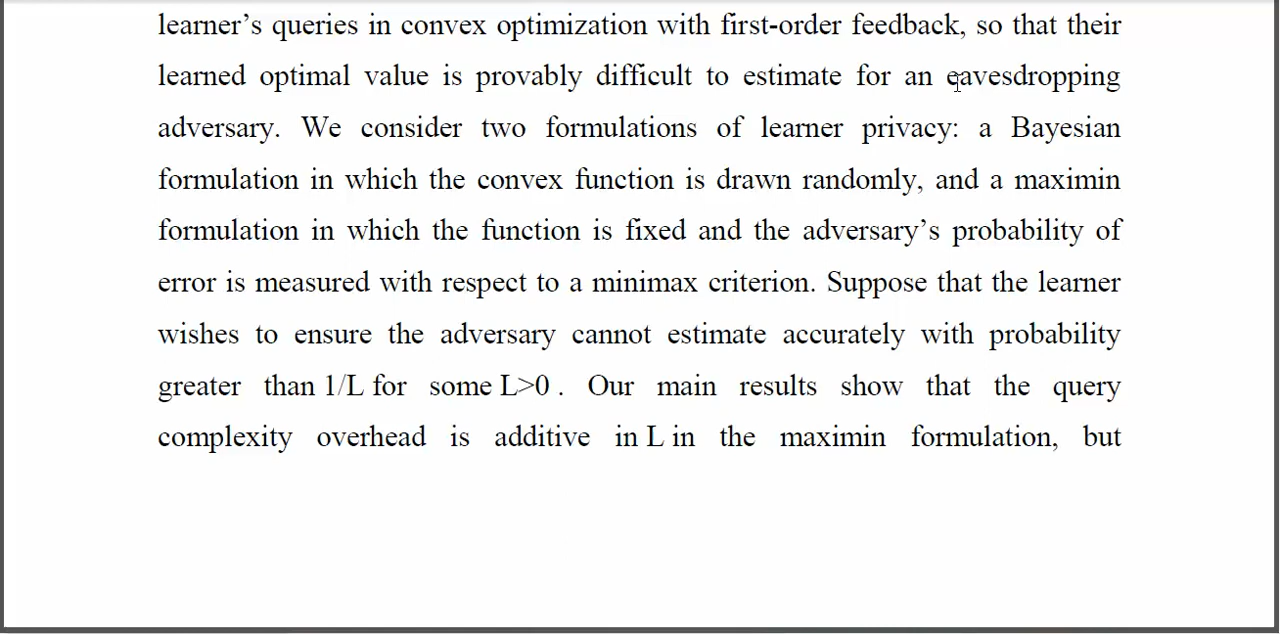 learner’s queries in convex optimization with first-order feedback, so that their
learned optimal value is provably difficult to estimate for an eavesdropping
adversary. We consider two formulations of learner privacy: a Bayesian
formulation in which the convex function is drawn randomly, and a maximin
formulation in which the function is fixed and the adversary’s probability of
error is measured with respect to a minimax criterion. Suppose that the learner
wishes to ensure the adversary cannot estimate accurately with probability
greater than 1/L for some L>0 . Our main results show that the query
complexity overhead is additive in L in the maximin formulation, but